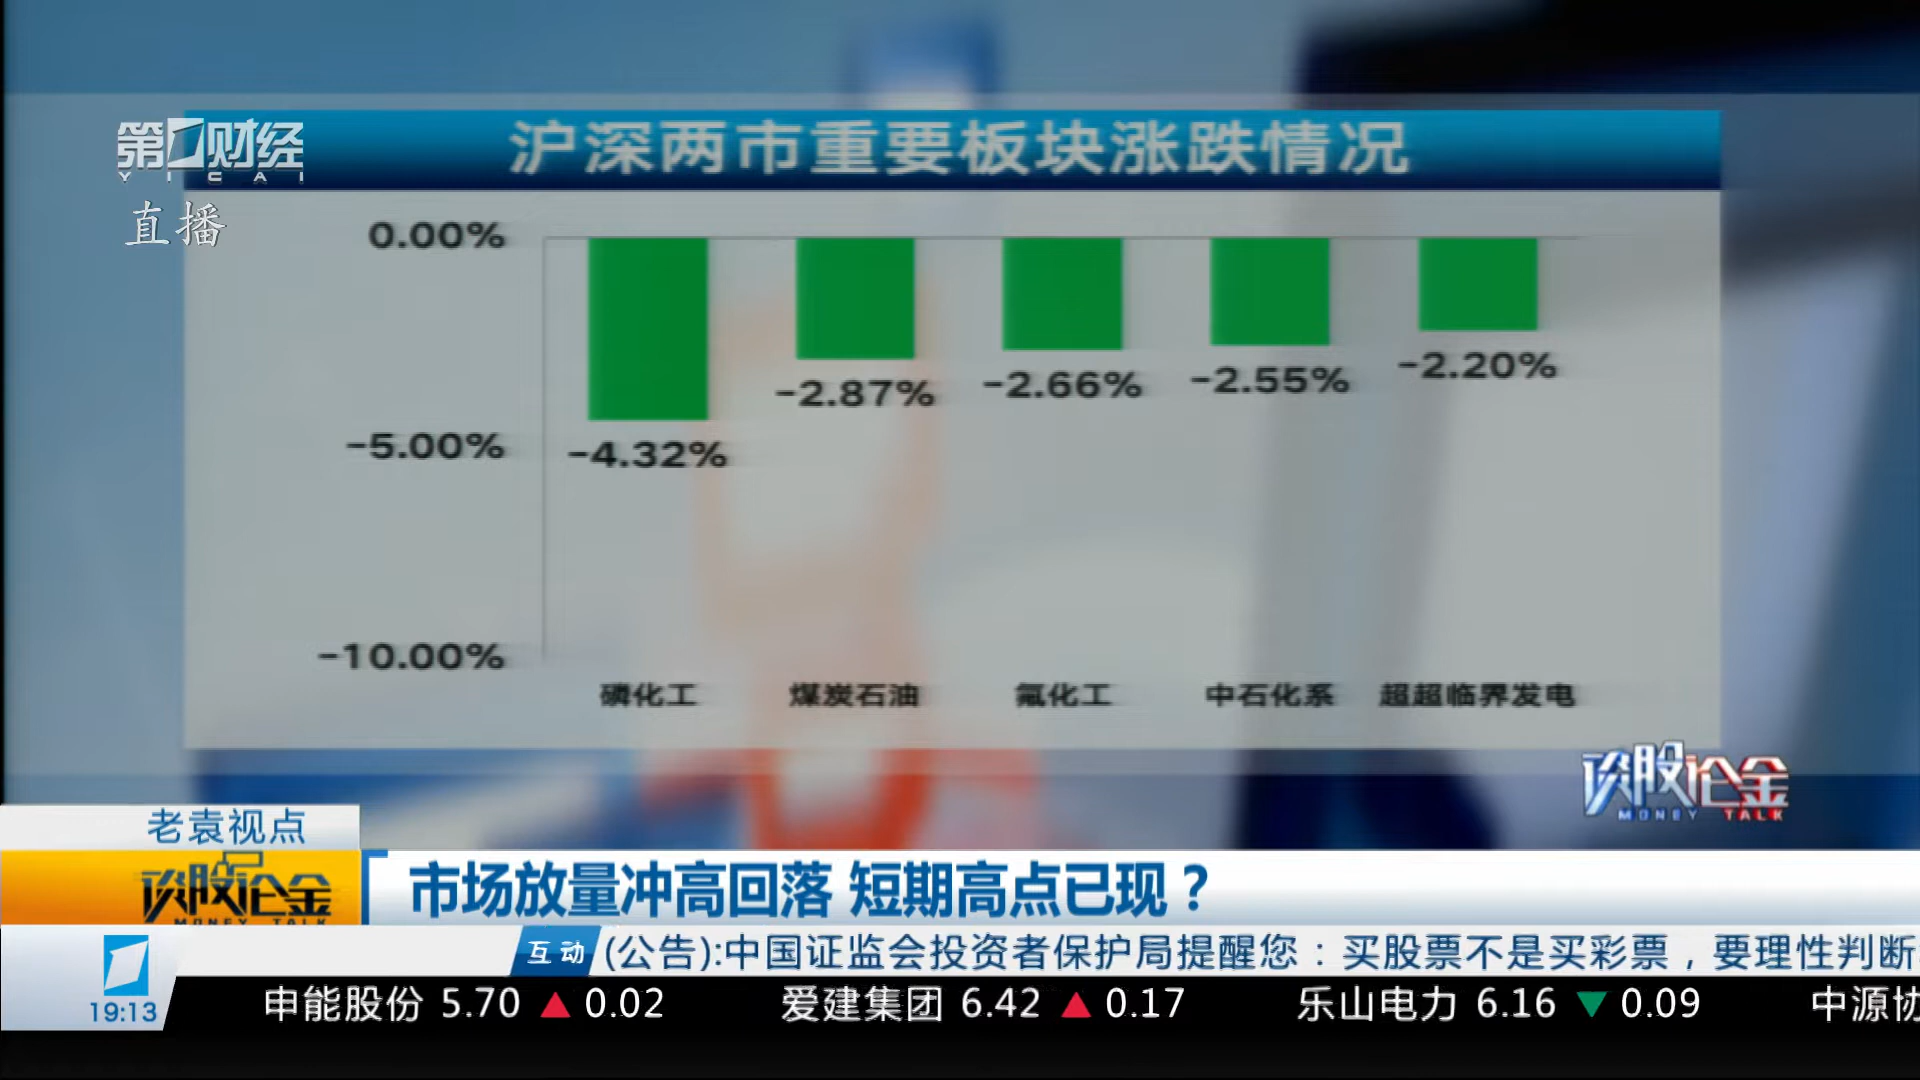 第1财经
YICAI
直播
沪深两市重要板块涨跌情况
0.00%
-5.00%
-10.00%
-4.32%
-2.87%
-2.66%
-2.55%
-2.20%
磷化工 煤炭石油 氟化工 中石化系 超超临界发电
谈股论金
MONEY TALK
老袁视点
谈股论金
MONEY TALK
市场放量冲高回落 短期高点已现？
互动 (公告):中国证监会投资者保护局提醒您：买股票不是买彩票，要理性判断
19:13
申能股份 5.70 ▲ 0.02 爱建集团 6.42 ▲ 0.17 乐山电力 6.16 ▼ 0.09 中源协